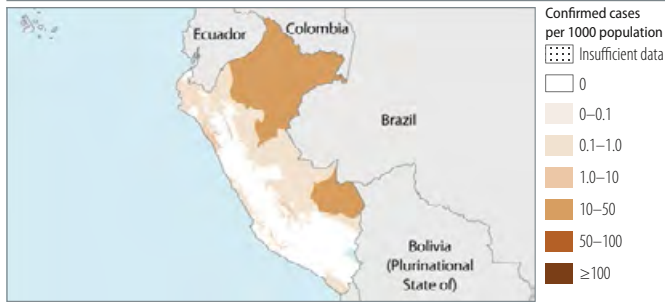 Ecuador
Colombia
Brazil
Bolivia
(Plurinational
State of)
Confirmed cases
per 1000 population
Insufficient data
0
0–0.1
0.1–1.0
1.0–10
10–50
50–100
≥100